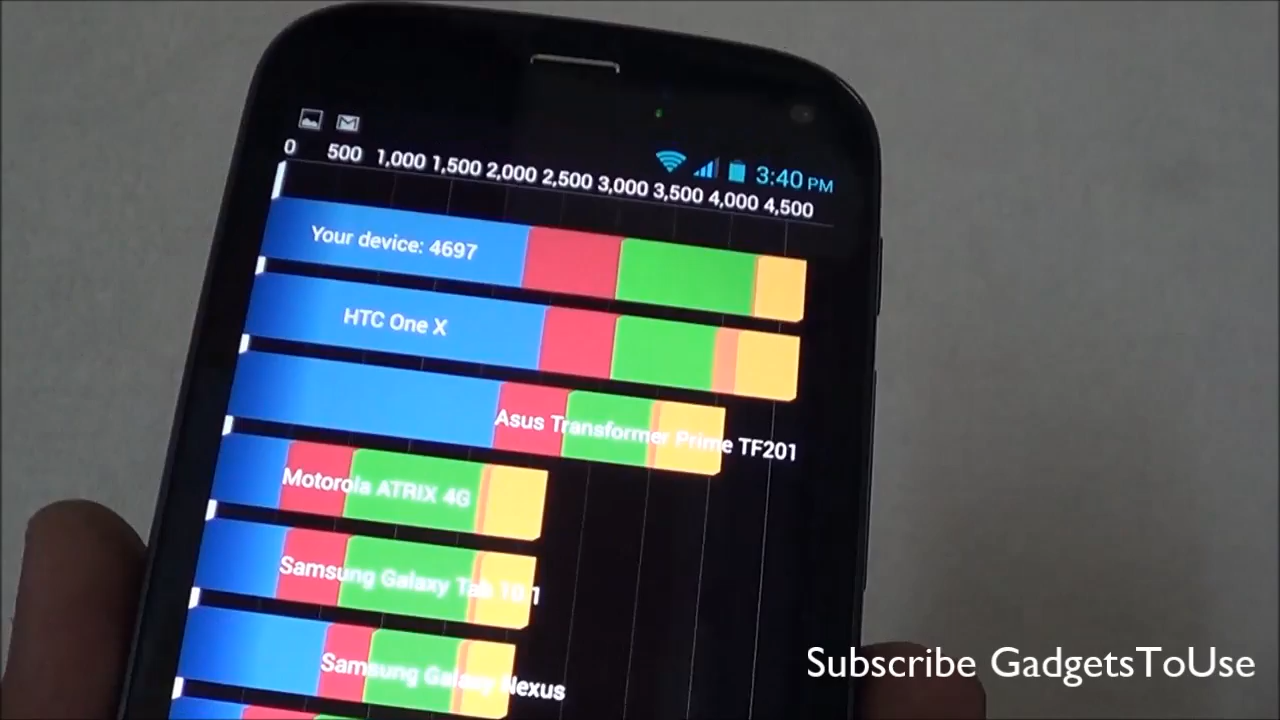 3:40 PM
0 500 1,000 1,500 2,000 2,500 3,000 3,500 4,000 4,500
Your device: 4697
HTC One X
Asus Transformer Prime TF201
Motorola ATRIX 4G
Samsung Galaxy Tab 10.1
Samsung Galaxy Nexus
Subscribe GadgetsToUse